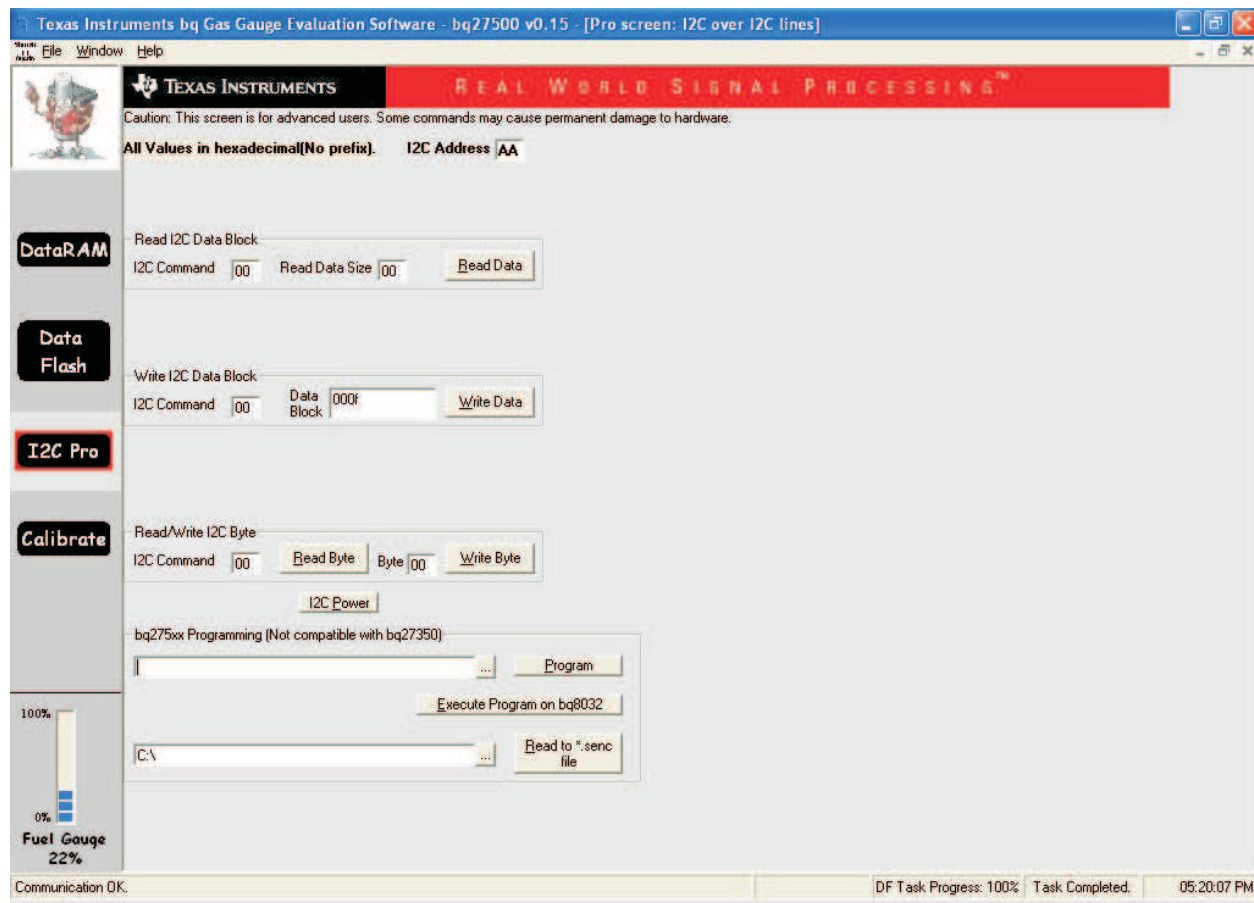 Texas Instruments bq Gas Gauge Evaluation Software - bq27500 v0.15 - [Pro screen: I2C over I2C lines]
File Window Help
TEXAS INSTRUMENTS
REAL WORLD SIGNAL PROCESSING™
Caution: This screen is for advanced users. Some commands may cause permanent damage to hardware.
All Values in hexadecimal(No prefix). I2C Address AA
DataRAM
Data
Flash
I2C Pro
Calibrate
Read I2C Data Block
I2C Command 00 Read Data Size 00 Read Data
Write I2C Data Block
I2C Command 00 Data Block 000f Write Data
Read/Write I2C Byte
I2C Command 00 Read Byte Byte 00 Write Byte
I2C Power
bq275xx Programming (Not compatible with bq27350)
... Program
Execute Program on bq8032
C:\ ... Read to *.senc file
100%
0%
Fuel Gauge
22%
Communication OK. DF Task Progress: 100% Task Completed. 05:20:07 PM